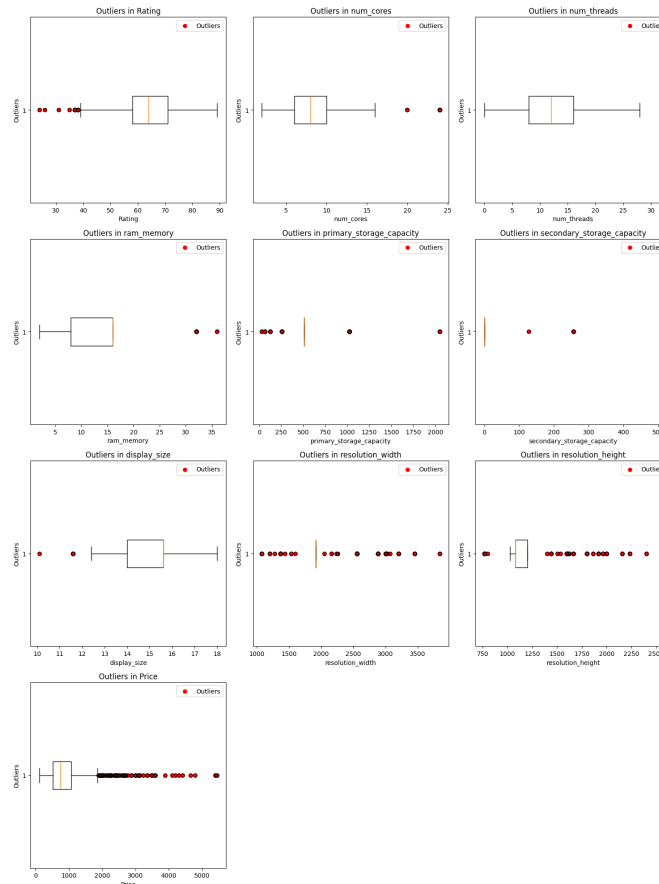 Outliers in Rating
Outliers
Outliers
1
30 40 50 60 70 80 90
Rating
Outliers in num_cores
Outliers
Outliers
1
5 10 15 20 25
num_cores
Outliers in num_threads
Outliers
Outliers
1
0 5 10 15 20 25 30
num_threads
Outliers in ram_memory
Outliers
Outliers
1
5 10 15 20 25 30 35
ram_memory
Outliers in primary_storage_capacity
Outliers
Outliers
1
0 250 500 750 1000 1250 1500 1750 2000
primary_storage_capacity
Outliers in secondary_storage_capacity
Outliers
Outliers
1
0 100 200 300 400
secondary_storage_capacity
Outliers in display_size
Outliers
Outliers
1
10 11 12 13 14 15 16 17 18
display_size
Outliers in resolution_width
Outliers
Outliers
1
1000 1500 2000 2500 3000 3500
resolution_width
Outliers in resolution_height
Outliers
Outliers
1
750 1000 1250 1500 1750 2000 2250
resolution_height
Outliers in Price
Outliers
Outliers
1
0 1000 2000 3000 4000 5000